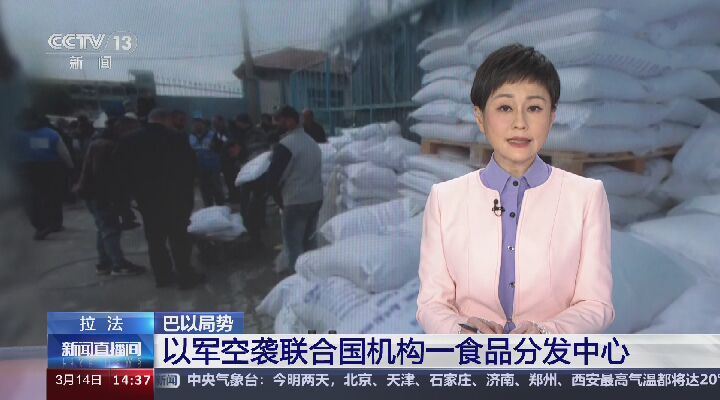 CCTV 13
新闻
拉法
巴以局势
新闻直播间
以军空袭联合国机构一食品分发中心
3月14日 14:37
新闻 中央气象台：今明两天，北京、天津、石家庄、济南、郑州、西安最高气温都将达20°